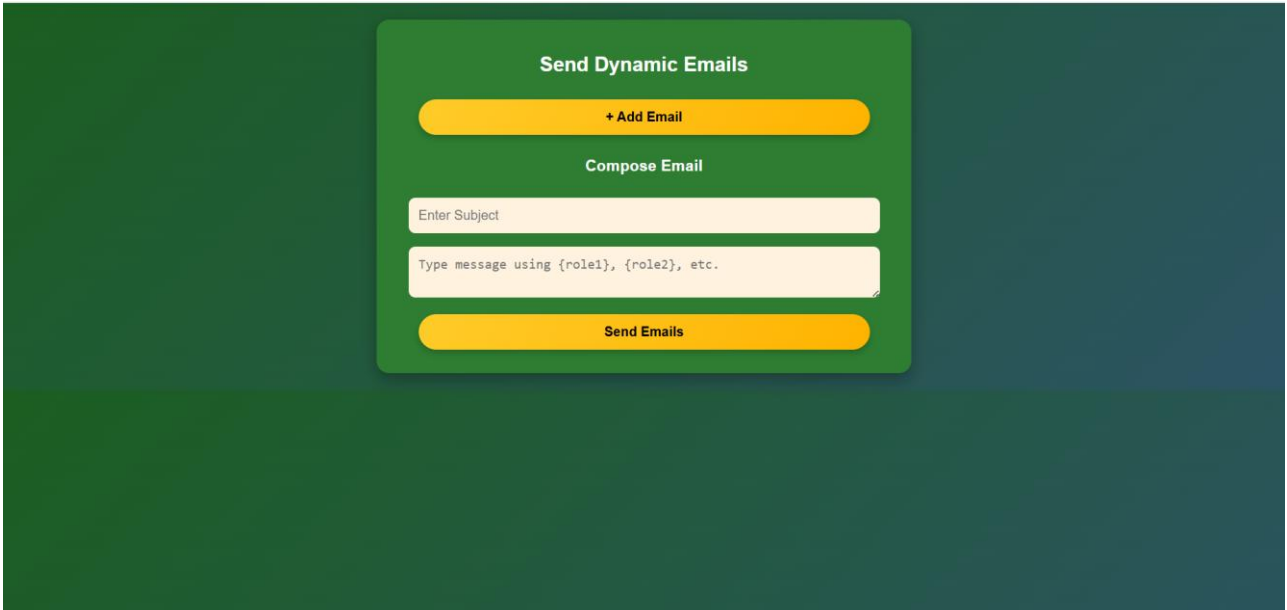 Send Dynamic Emails
+ Add Email
Compose Email
Enter Subject
Type message using {role1}, {role2}, etc.
Send Emails